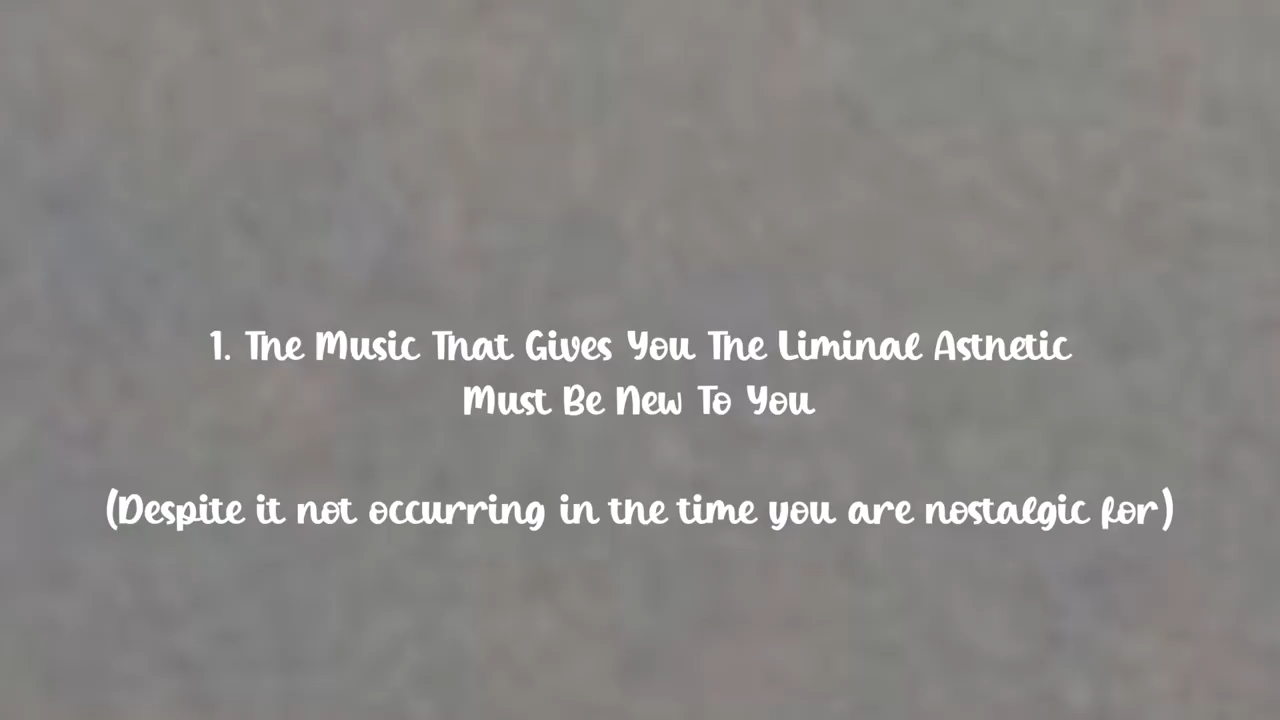 1. The Music That Gives You The Liminal Astnetic
Must Be New To You
(Despite it not occurring in the time you are nostalgic for)